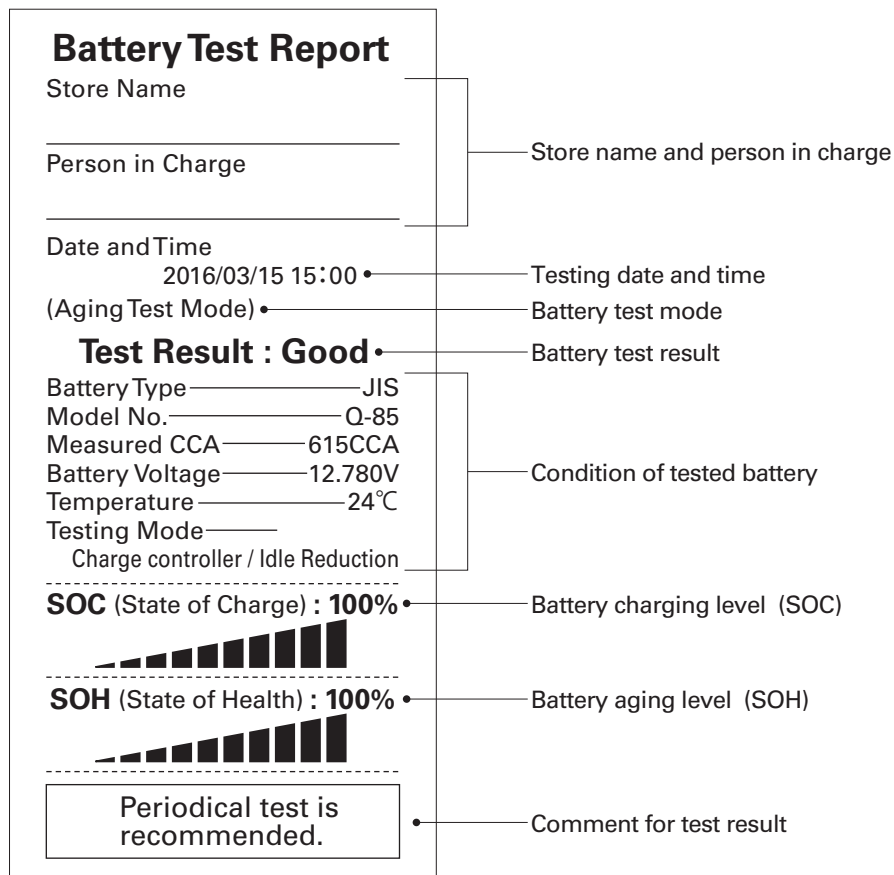 Battery Test Report
Store Name
Person in Charge
Store name and person in charge
Date and Time
2016/03/15 15:00
Testing date and time
(Aging Test Mode)
Battery test mode
Test Result : Good
Battery test result
Battery Type JIS
Model No. Q-85
Measured CCA 615CCA
Battery Voltage 12.780V
Temperature 24℃
Testing Mode
Charge controller / Idle Reduction
Condition of tested battery
SOC (State of Charge) : 100%
Battery charging level (SOC)
SOH (State of Health) : 100%
Battery aging level (SOH)
Periodical test is
recommended.
Comment for test result